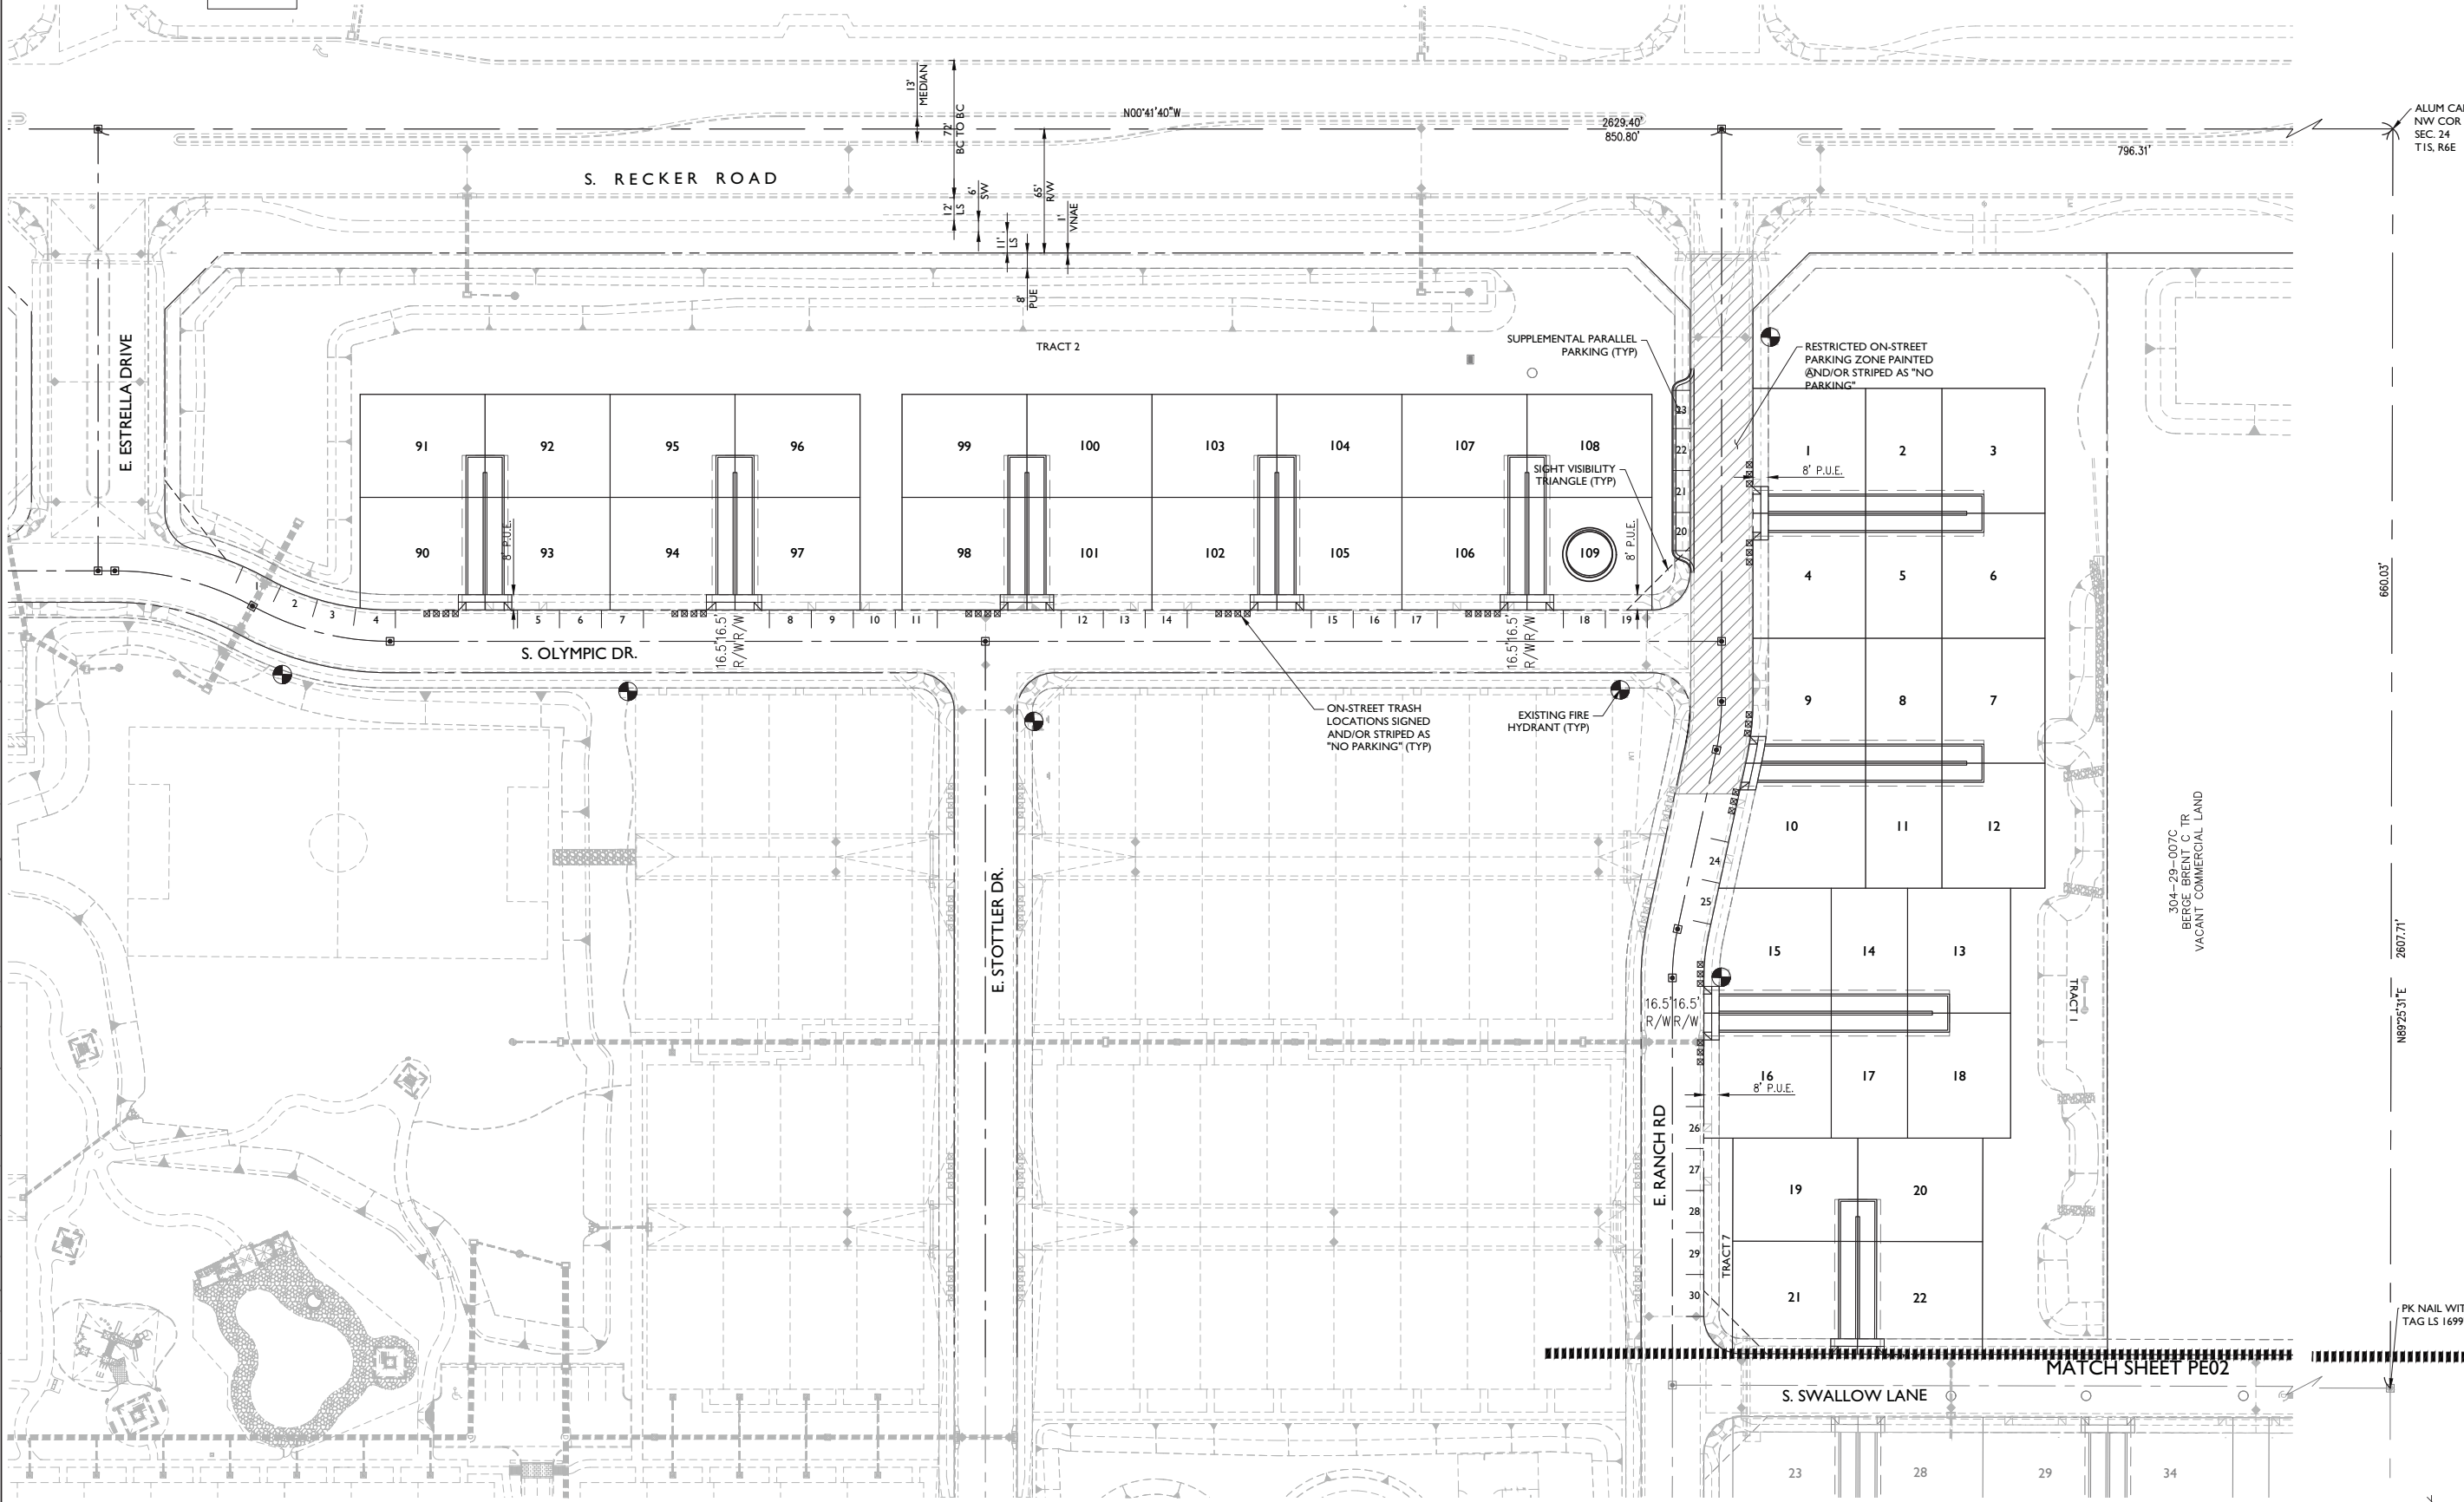 13'
MEDIAN
72'
BC TO BC
N00°41'40"W
2629.40'
850.80'
796.31'
ALUM CA
NW COR
SEC. 24
T1S, R6E
S. RECKER ROAD
12'
LS
6'
SW
65'
R/W
1'
VNAE
11'
LS
8'
PUE
E. ESTRELLA DRIVE
TRACT 2
SUPPLEMENTAL PARALLEL
PARKING (TYP)
RESTRICTED ON-STREET
PARKING ZONE PAINTED
AND/OR STRIPED AS "NO
PARKING"
91
92
95
96
99
100
103
104
107
108
23
22
21
20
1
2
3
8' P.U.E.
SIGHT VISIBILITY
TRIANGLE (TYP)
90
93
94
97
98
101
102
105
106
109
8' P.U.E.
8' P.U.E.
4
5
6
660.03'
2
3
4
5
6
7
8
9
10
11
12
13
14
15
16
17
18
19
16.5' 16.5'
R/W R/W
16.5' 16.5'
R/W R/W
S. OLYMPIC DR.
9
8
7
ON-STREET TRASH
LOCATIONS SIGNED
AND/OR STRIPED AS
"NO PARKING" (TYP)
EXISTING FIRE
HYDRANT (TYP)
10
11
12
24
25
304-29-007C
BERGE BRENT C TR
VACANT COMMERCIAL LAND
E. STOTTLER DR.
15
14
13
TRACT 1
N89°25'31"E 2607.71'
16.5' 16.5'
R/W R/W
16
17
18
8' P.U.E.
E. RANCH RD
26
27
28
29
30
19
20
TRACT 7
21
22
PK NAIL WIT
TAG LS 1699
MATCH SHEET PE02
S. SWALLOW LANE
23
28
29
34